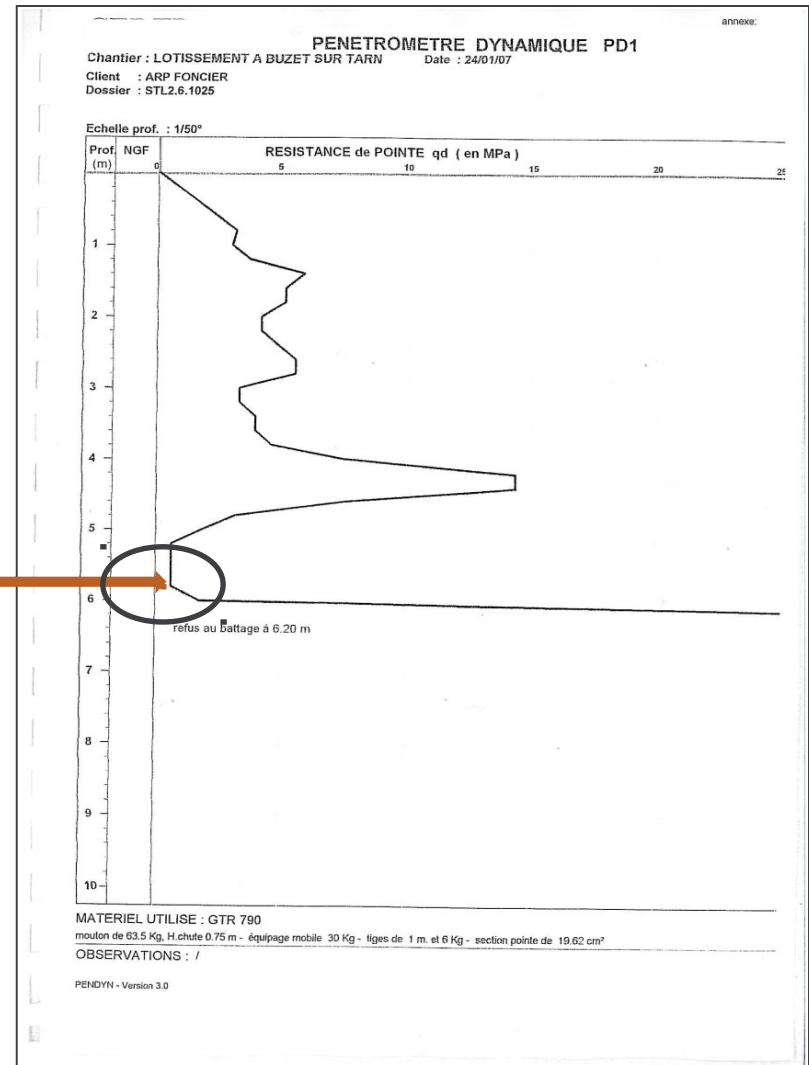 annexe:
PENETROMETRE DYNAMIQUE PD1
Chantier : LOTISSEMENT A BUZET SUR TARN Date : 24/01/07
Client : ARP FONCIER
Dossier : STL2.6.1025
Echelle prof. : 1/50°
Prof. NGF RESISTANCE de POINTE qd ( en MPa )
(m) 0 5 10 15 20 25
1
2
3
4
5
6
refus au battage à 6.20 m
7
8
9
10
MATERIEL UTILISE : GTR 790
mouton de 63.5 Kg, H.chute 0.75 m - équipage mobile 30 Kg - tiges de 1 m. et 6 Kg - section pointe de 19.62 cm²
OBSERVATIONS : /
PENDYN - Version 3.0